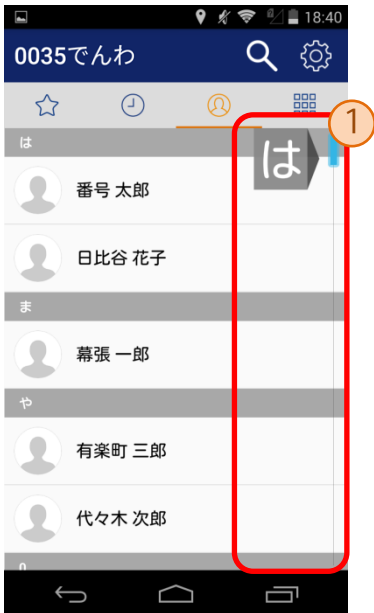 18:40
0035でんわ
1
は
は
番号 太郎
日比谷 花子
ま
幕張 一郎
や
有楽町 三郎
代々木 次郎